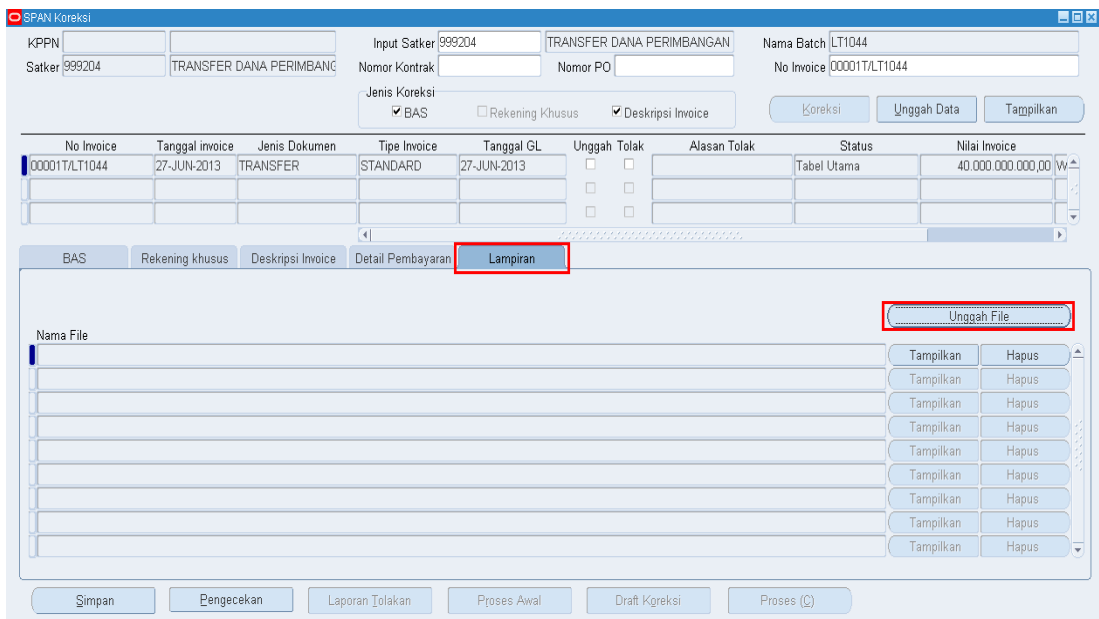 SPAN Koreksi
KPPN Input Satker 999204 TRANSFER DANA PERIMBANGAN Nama Batch LT1044
Satker 999204 TRANSFER DANA PERIMBANG Nomor Kontrak Nomor PO No Invoice 00001T/LT1044
Jenis Koreksi
BAS Rekening Khusus Deskripsi Invoice Koreksi Unggah Data Tampilkan
No Invoice Tanggal invoice Jenis Dokumen Tipe Invoice Tanggal GL Unggah Tolak Alasan Tolak Status Nilai Invoice
00001T/LT1044 27-JUN-2013 TRANSFER STANDARD 27-JUN-2013 Tabel Utama 40.000.000.000,00 W
BAS Rekening khusus Deskripsi Invoice Detail Pembayaran Lampiran
Unggah File
Nama File
Tampilkan Hapus
Tampilkan Hapus
Tampilkan Hapus
Tampilkan Hapus
Tampilkan Hapus
Tampilkan Hapus
Tampilkan Hapus
Tampilkan Hapus
Tampilkan Hapus
Simpan Pengecekan Laporan Tolakan Proses Awal Draft Koreksi Proses (C)